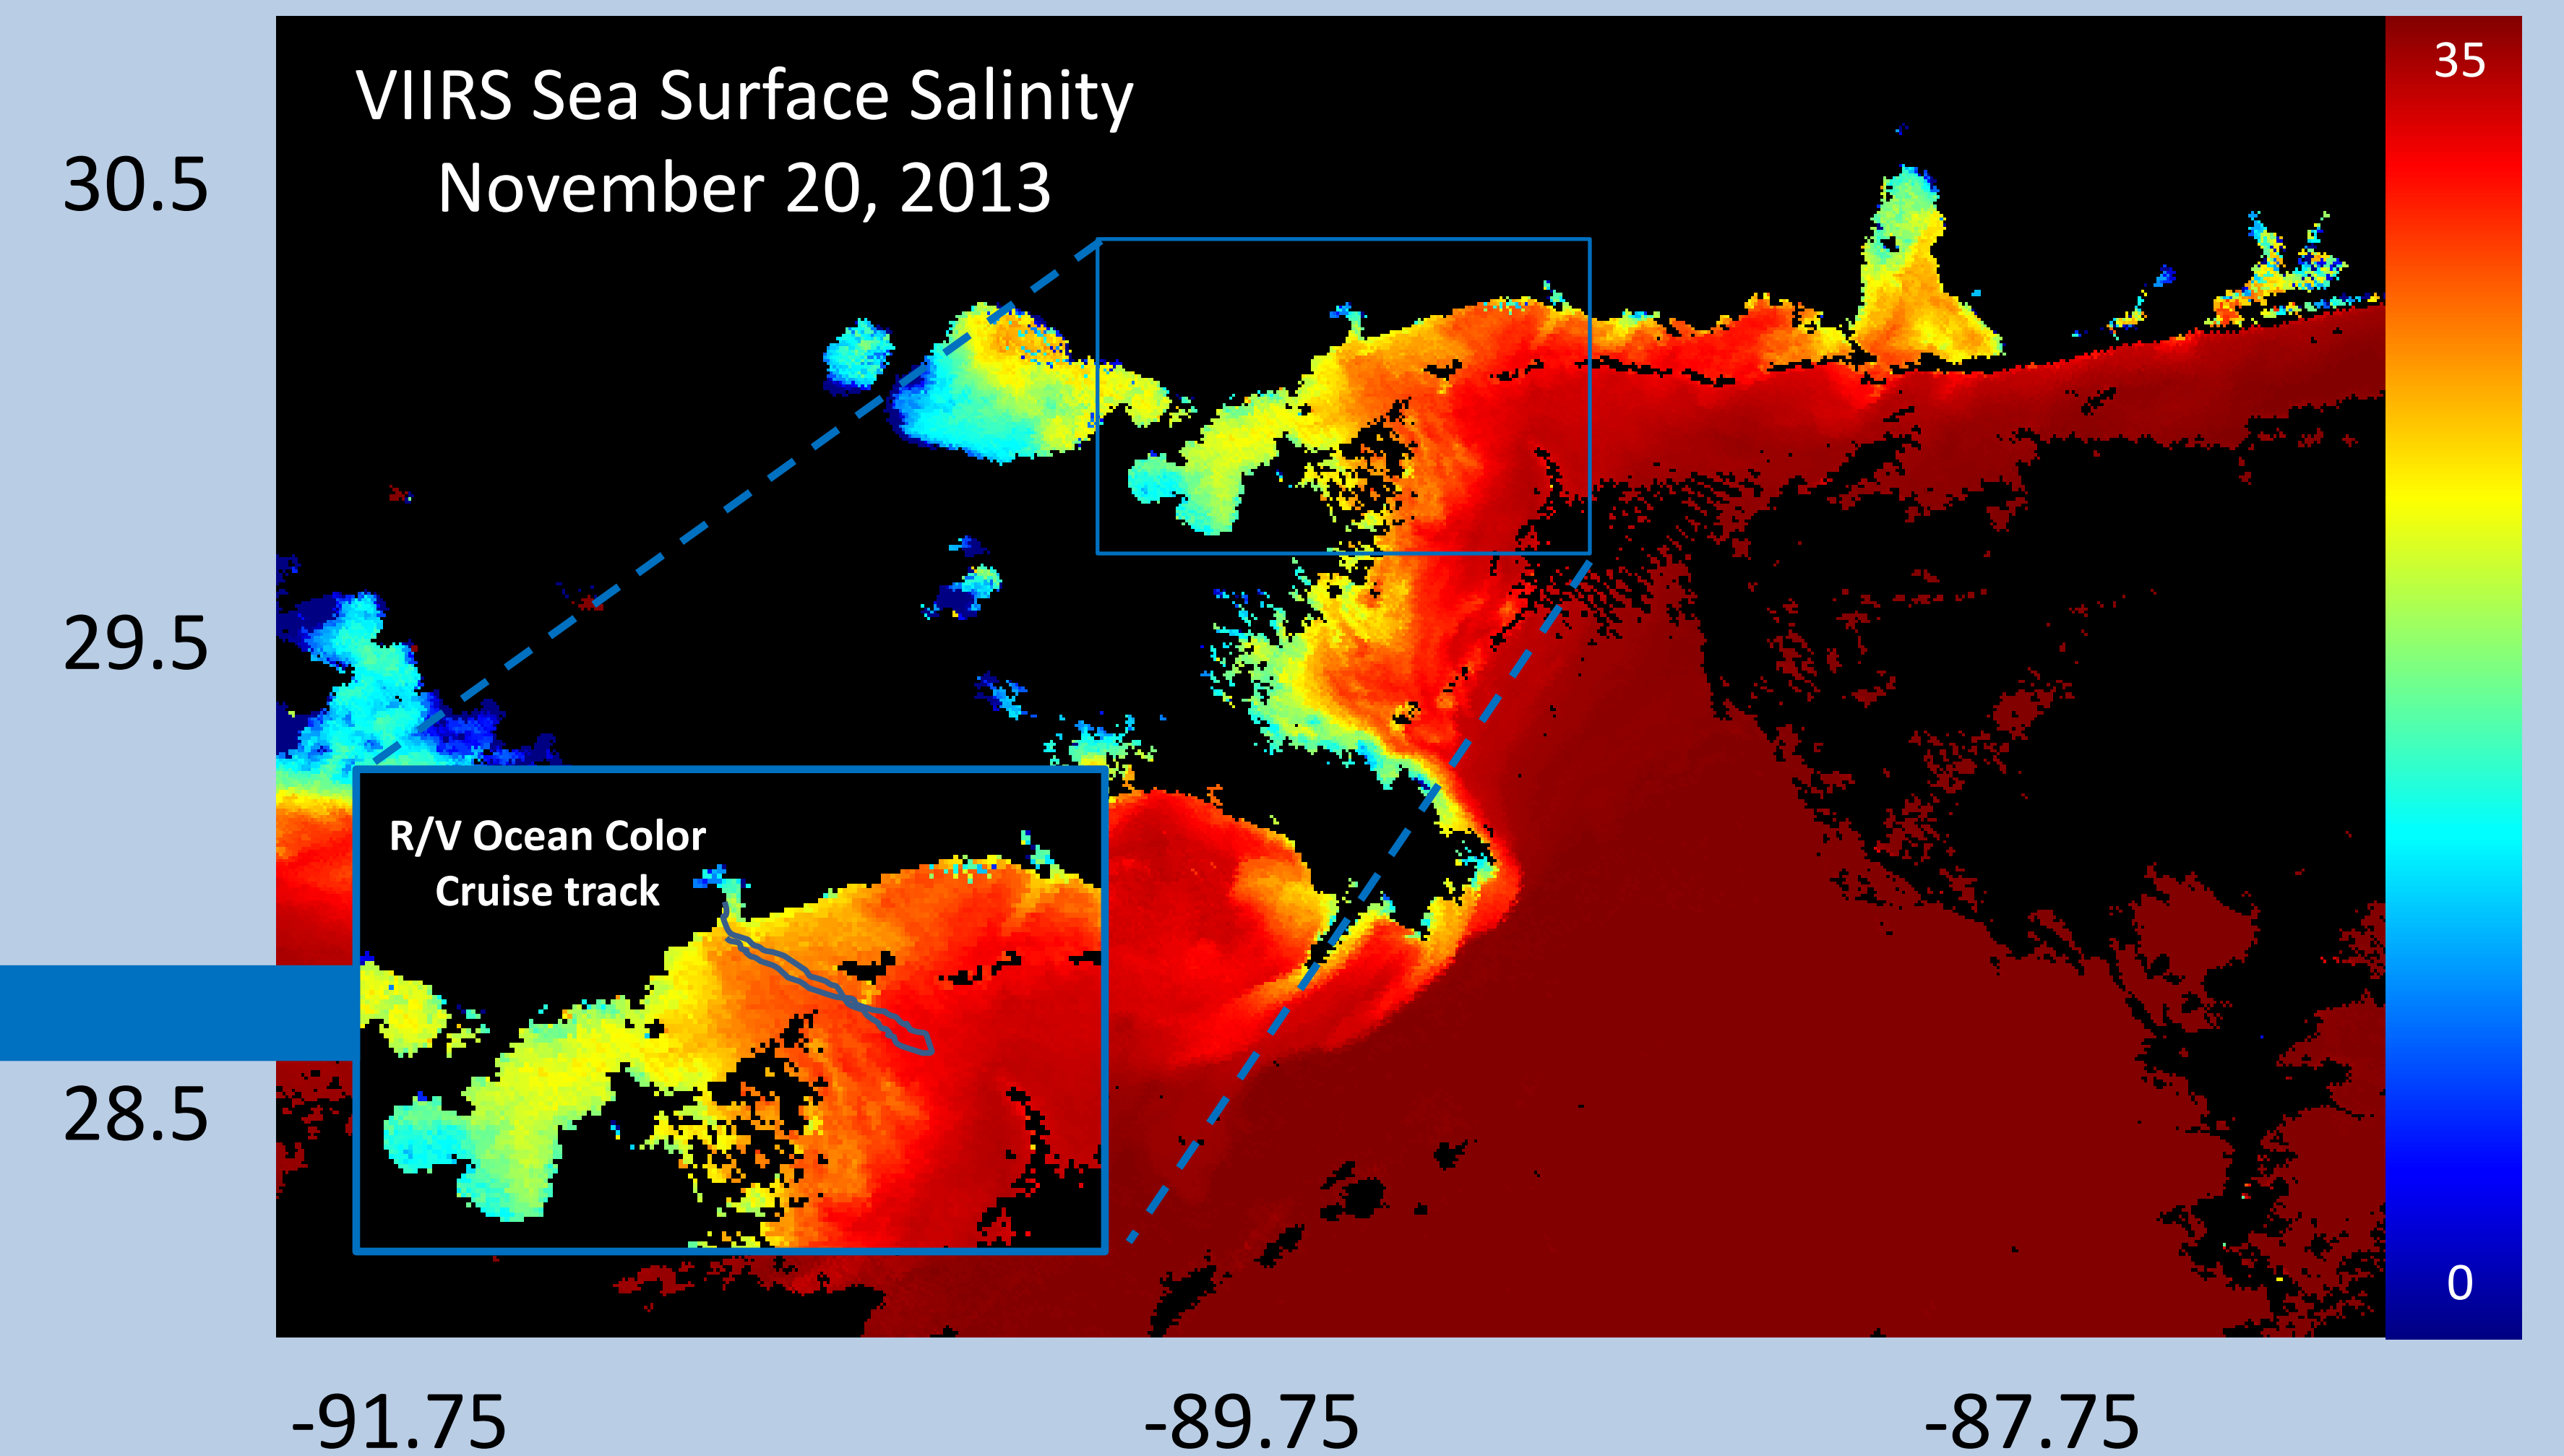 VIIRS Sea Surface Salinity
November 20, 2013
35
30.5
29.5
R/V Ocean Color
Cruise track
28.5
0
-91.75
-89.75
-87.75